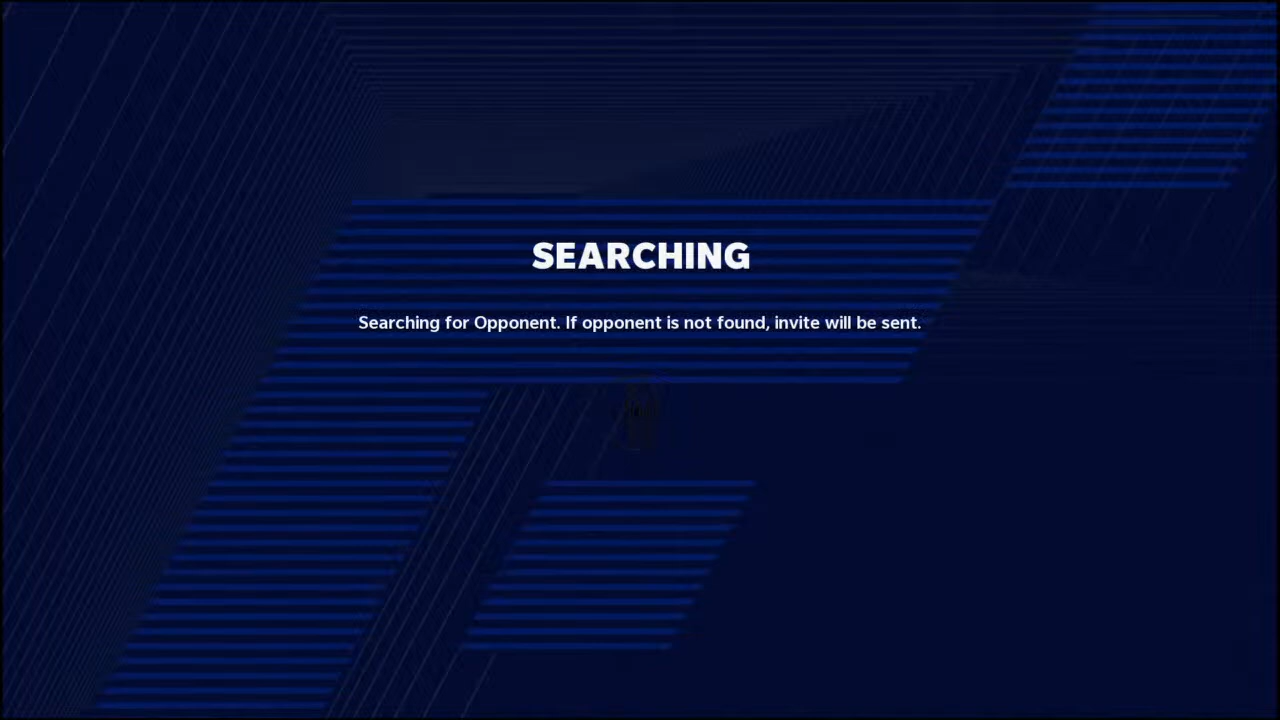 SEARCHING
Searching for Opponent. If opponent is not found, invite will be sent.